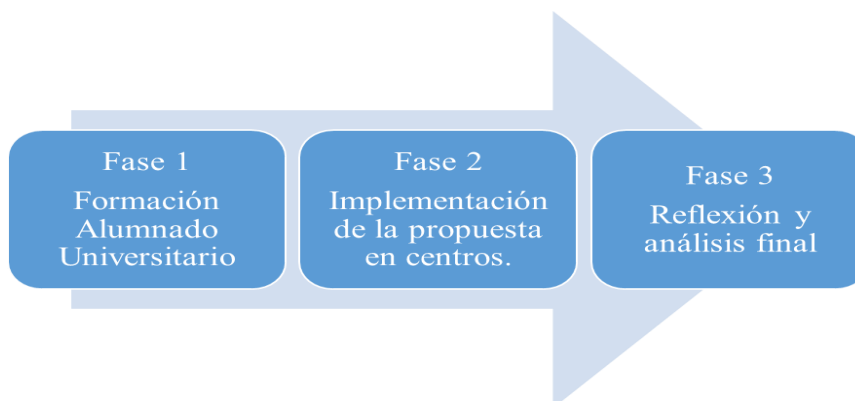 Fase 1
Formación
Alumnado
Universitario
Fase 2
Implementación
de la propuesta
en centros.
Fase 3
Reflexión y
análisis final